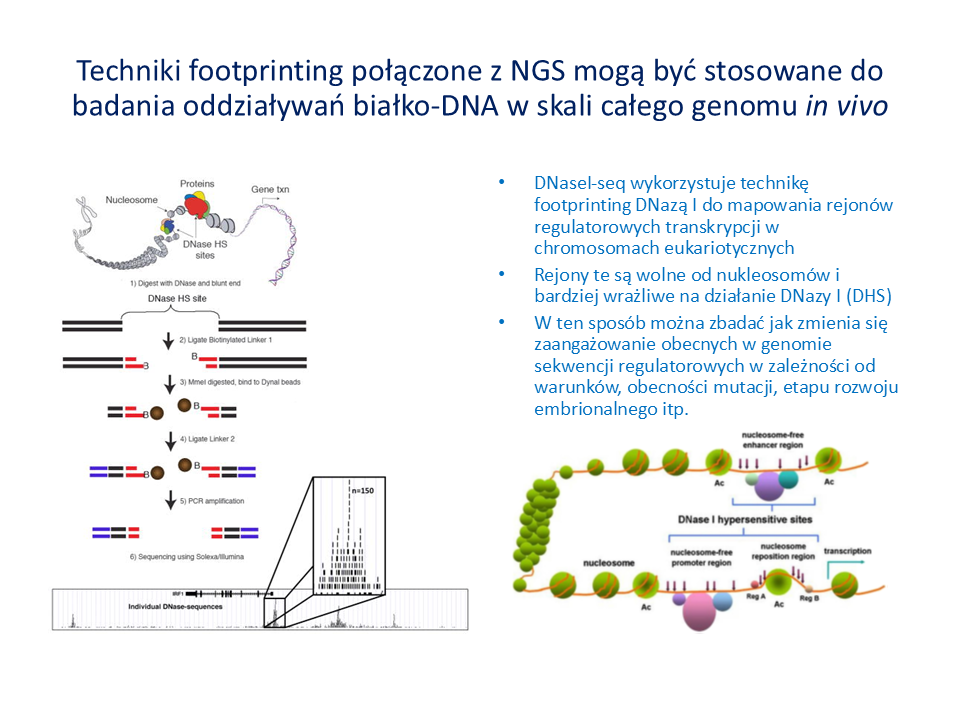 Techniki footprinting połączone z NGS mogą być stosowane do
badania oddziaływań białko-DNA w skali całego genomu in vivo
Proteins
Nucleosome
Gene txn
DNase HS
sites
1) Digest with DNase and blunt end
DNase HS site
2) Ligate Biotinylated Linker 1
B
B
3) MmeI digested, bind to Dynal beads
B
B
4) Ligate Linker 2
B
B
5) PCR amplification
6) Sequencing using Solexa/Illumina
n=150
IRF1
Individual DNase-sequences
• DNaseI-seq wykorzystuje technikę
footprinting DNazą I do mapowania rejonów
regulatorowych transkrypcji w
chromosomach eukariotycznych
• Rejony te są wolne od nukleosomów i
bardziej wrażliwe na działanie DNazy I (DHS)
• W ten sposób można zbadać jak zmienia się
zaangażowanie obecnych w genomie
sekwencji regulatorowych w zależności od
warunków, obecności mutacji, etapu rozwoju
embrionalnego itp.
nucleosome-free
enhancer region
Ac
Ac
DNase I hypersensitive sites
nucleosome
nucleosome-free
promoter region
nucleosome
reposition region
transcription
Ac
Reg A
Ac
Reg B